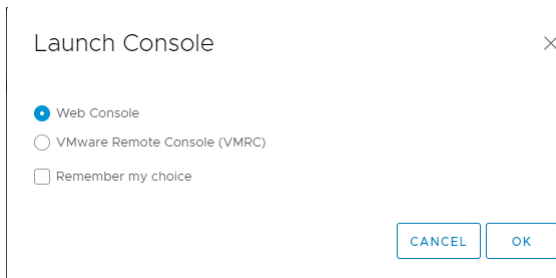 Launch Console
Web Console
VMware Remote Console (VMRC)
Remember my choice
CANCEL OK